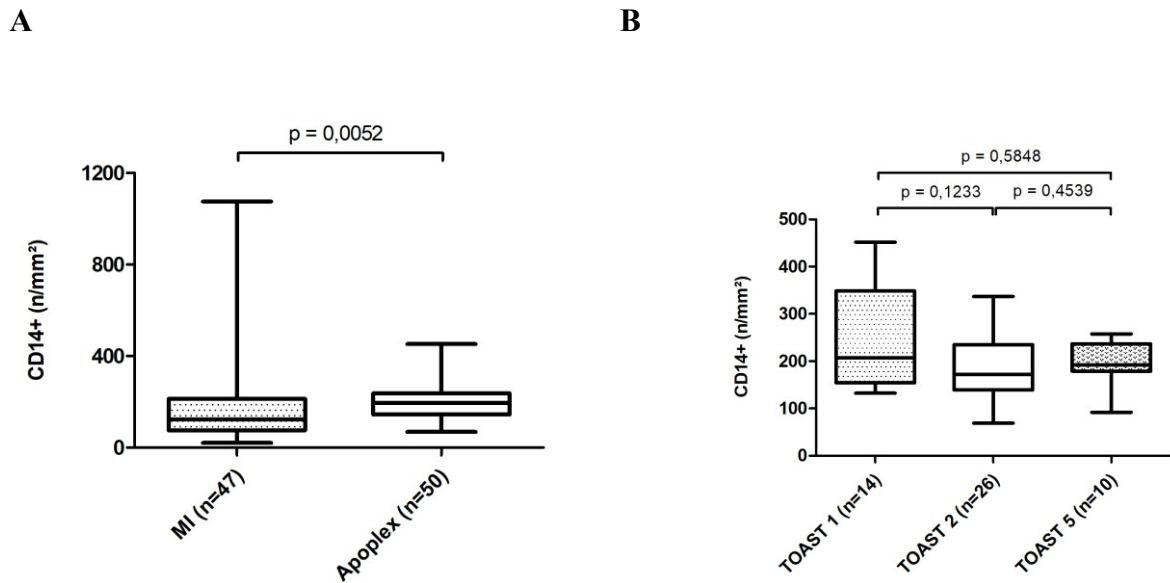 A
B
p = 0,0052
1200
800
400
0
CD14+ (n/mm²)
MI (n=47)
Apoplex (n=50)
p = 0,5848
p = 0,1233
p = 0,4539
500
400
300
200
100
0
CD14+ (n/mm²)
TOAST 1 (n=14)
TOAST 2 (n=26)
TOAST 5 (n=10)